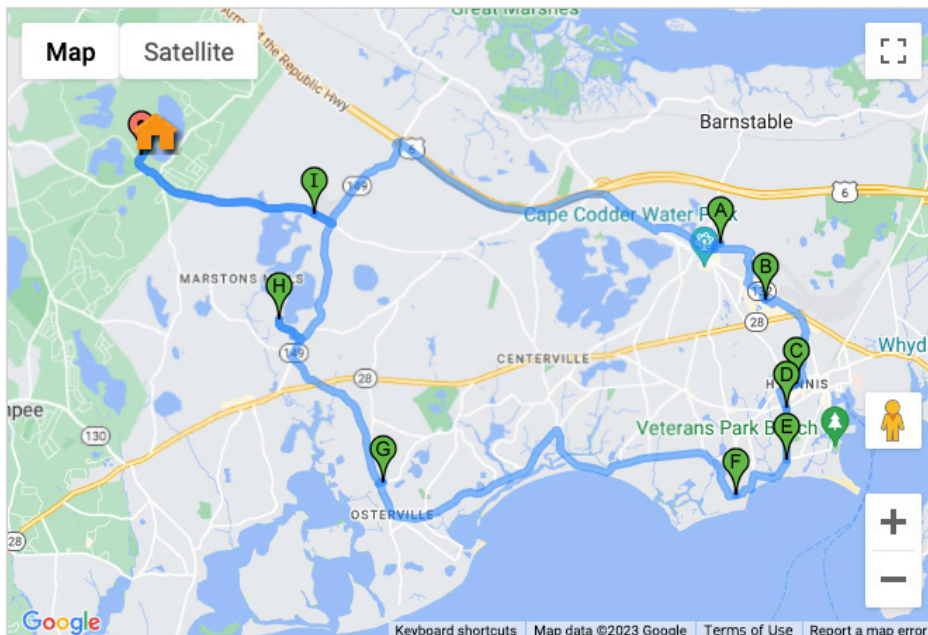 Great Marshes
Map
Satellite
Army of the Republic Hwy
Barnstable
6
149
I
6
Cape Codder Water Park
A
MARSTONS MILLS
H
B
132
28
149
CENTERVILLE
C
Whyd
28
D
HYANNIS
pee
130
Veterans Park Beach
E
F
G
OSTERVILLE
28
Google
Keyboard shortcuts
Map data ©2023 Google
Terms of Use
Report a map error